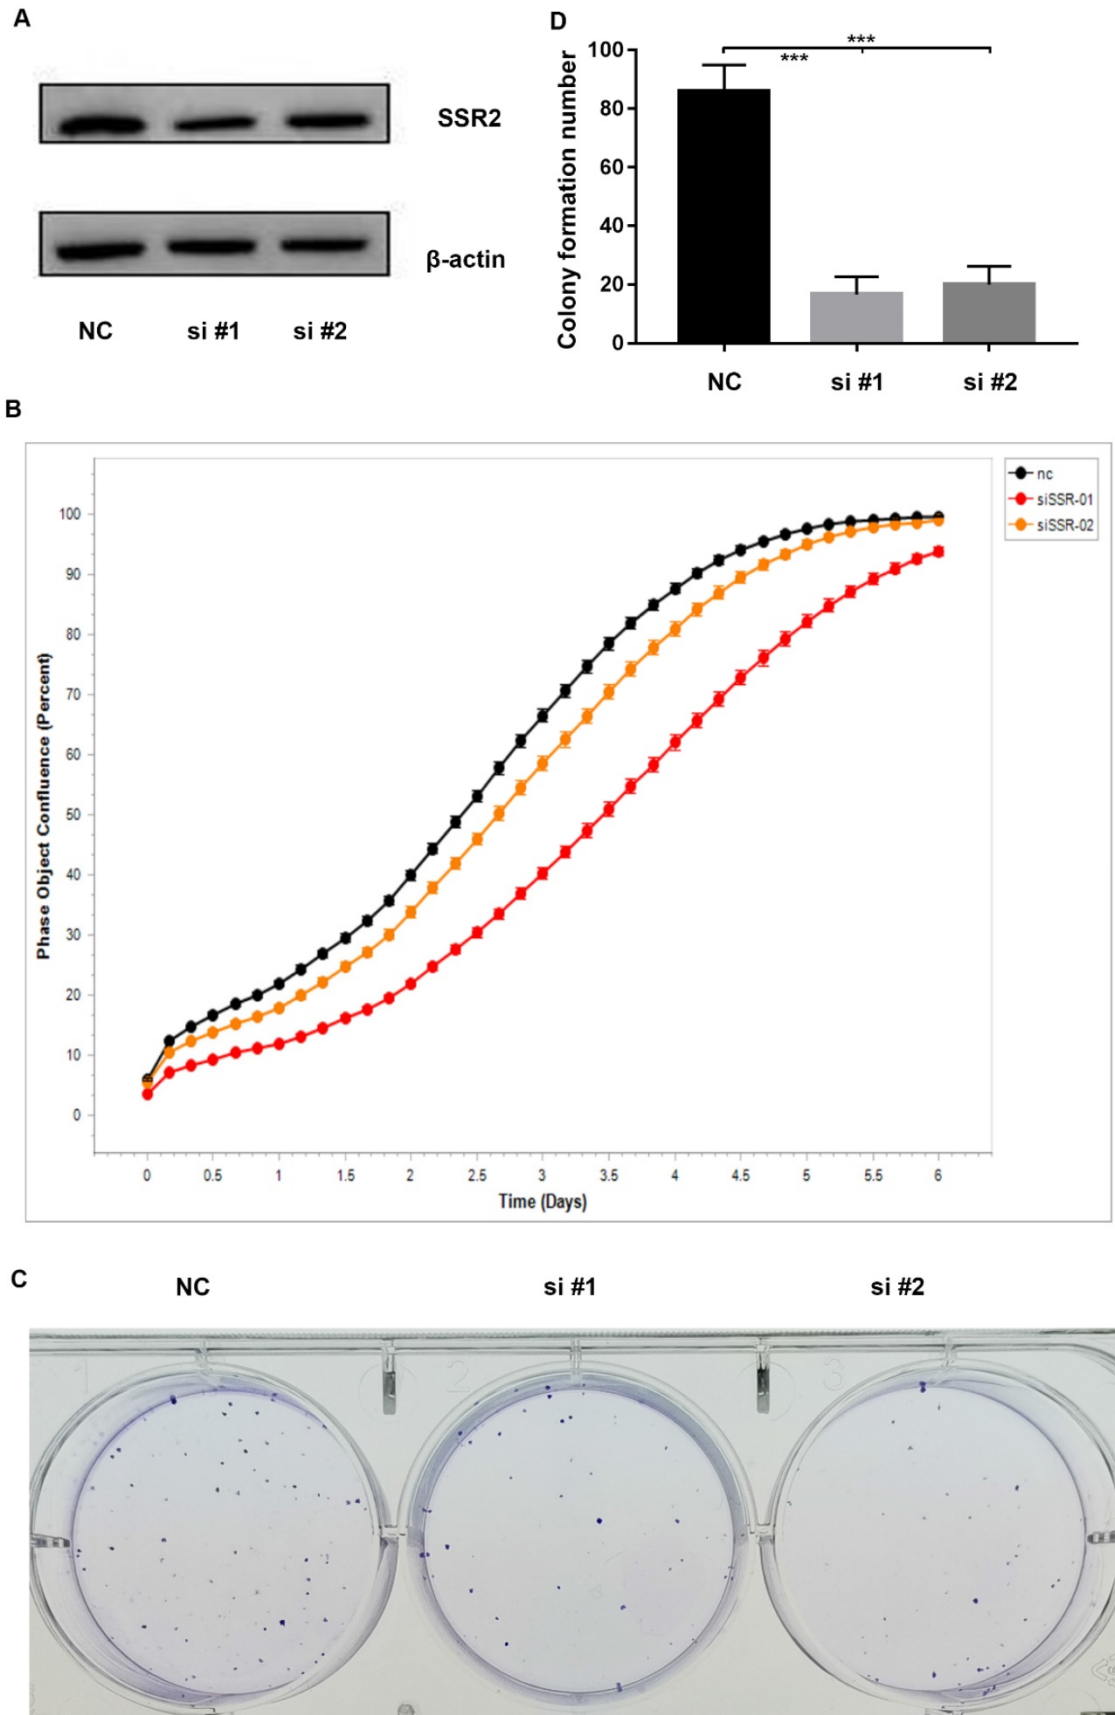 A
SSR2
β-actin
NC si #1 si #2
D
Colony formation number
100
80
60
40
20
0
***
***
NC si #1 si #2
B
nc
siSSR-01
siSSR-02
Phase Object Confluence (Percent)
100
90
80
70
60
50
40
30
20
10
0
0 0.5 1 1.5 2 2.5 3 3.5 4 4.5 5 5.5 6
Time (Days)
C
NC si #1 si #2
1 2 3